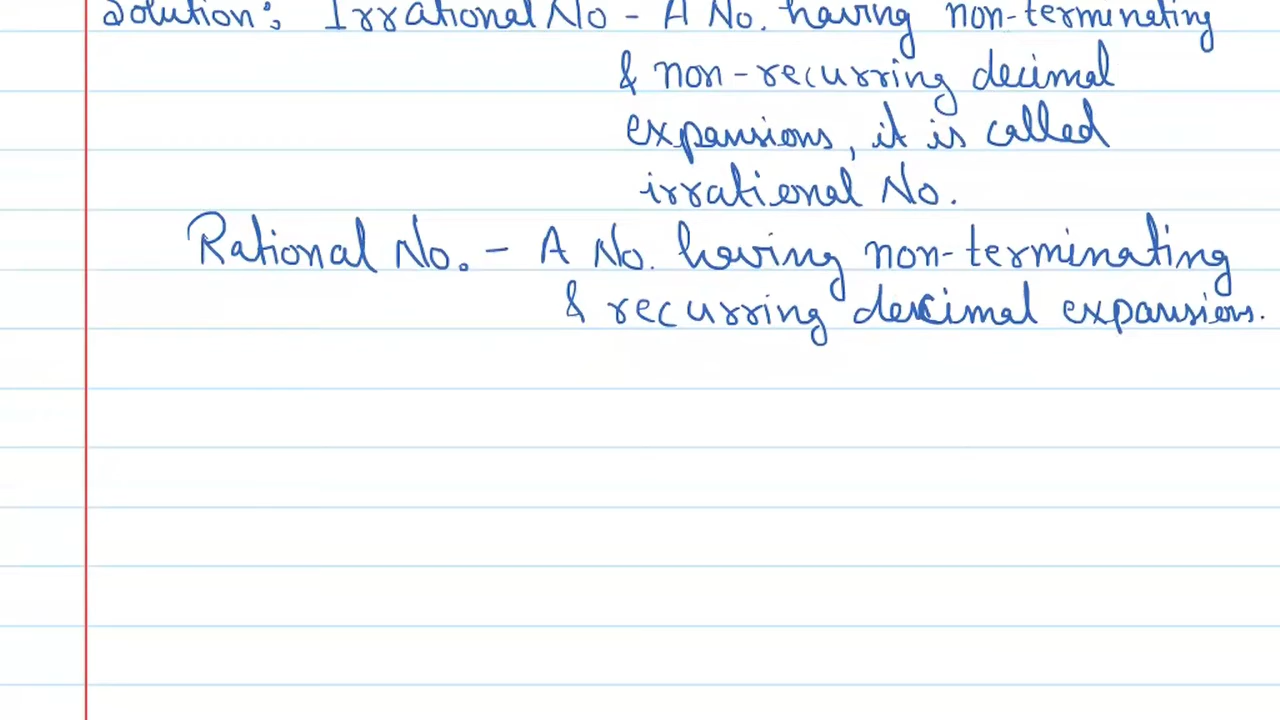 Solution: Irrational No - A No. having non-terminating
& non-recurring decimal
expansions, it is called
irrational No.
Rational No. - A No. having non-terminating
& recurring decimal expansions.